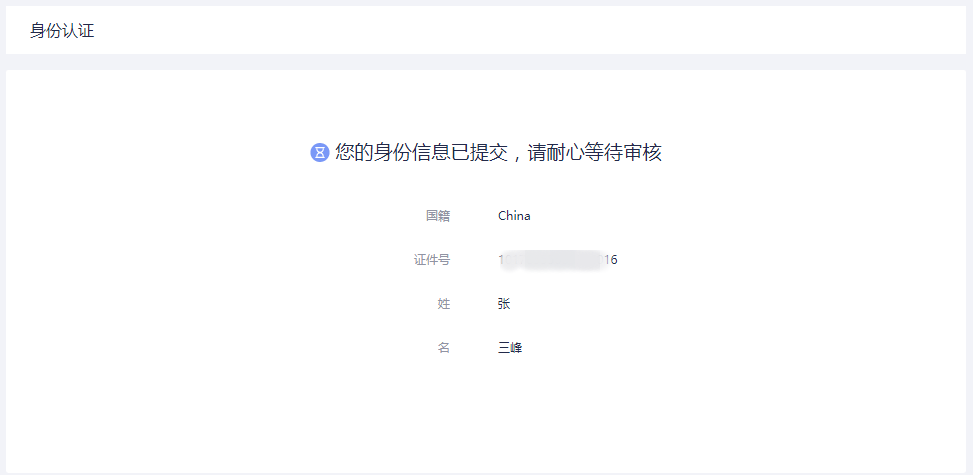 身份认证
您的身份信息已提交，请耐心等待审核
国籍 China
证件号 1 16
姓 张
名 三峰